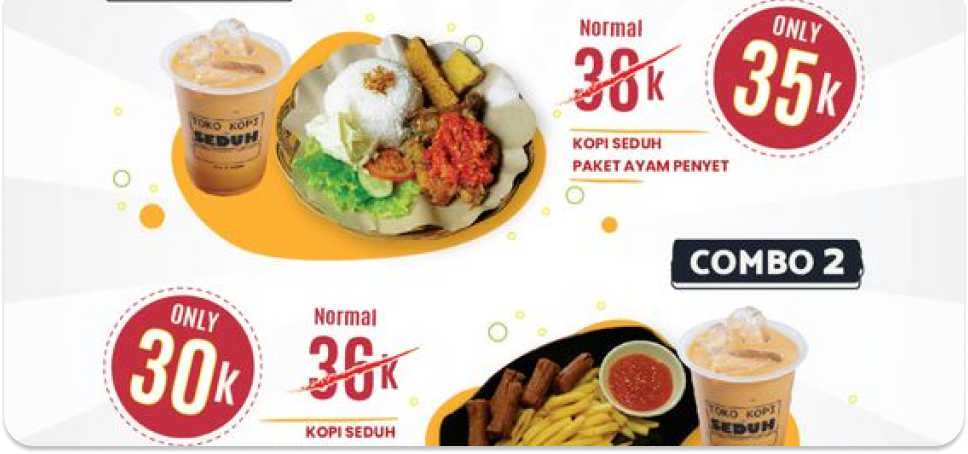 TOKO KOPI
SEDUH
Normal
38k
ONLY
35k
KOPI SEDUH
PAKET AYAM PENYET
COMBO 2
ONLY
30k
Normal
36k
KOPI SEDUH
TOKO KOPI
SEDUH